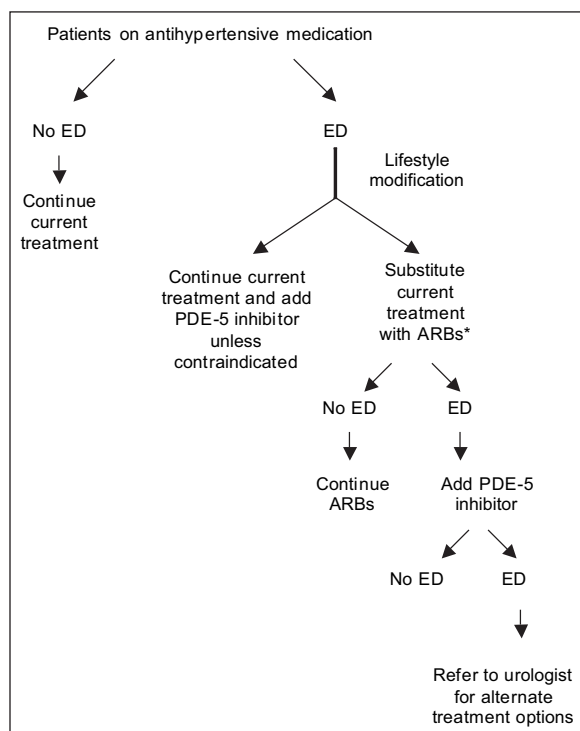 Patients on antihypertensive medication
No ED
ED
Lifestyle
modification
Continue
current
treatment
Continue current
treatment and add
PDE-5 inhibitor
unless
contraindicated
Substitute
current
treatment
with ARBs*
No ED
ED
Continue
ARBs
Add PDE-5
inhibitor
No ED
ED
Refer to urologist
for alternate
treatment options